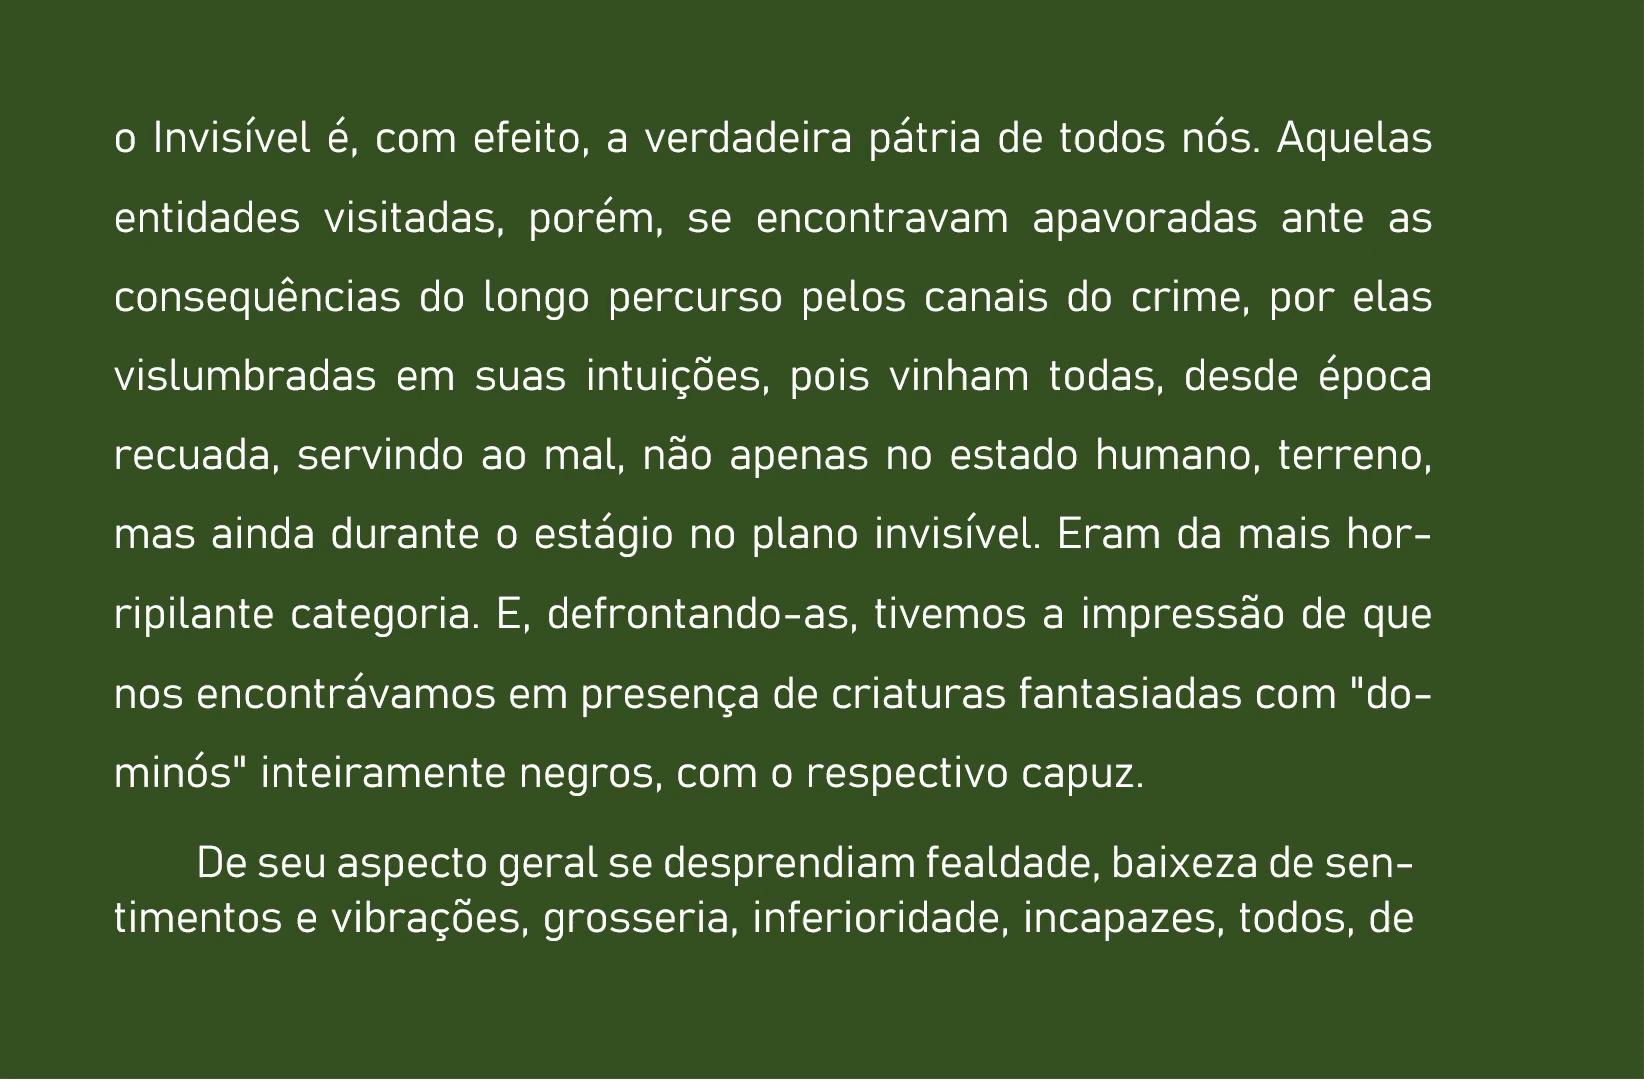 o Invisível é, com efeito, a verdadeira pátria de todos nós. Aquelas
entidades visitadas, porém, se encontravam apavoradas ante as
consequências do longo percurso pelos canais do crime, por elas
vislumbradas em suas intuições, pois vinham todas, desde época
recuada, servindo ao mal, não apenas no estado humano, terreno,
mas ainda durante o estágio no plano invisível. Eram da mais hor-
ripilante categoria. E, defrontando-as, tivemos a impressão de que
nos encontrávamos em presença de criaturas fantasiadas com "do-
minós" inteiramente negros, com o respectivo capuz.
De seu aspecto geral se desprendiam fealdade, baixeza de sen-
timentos e vibrações, grosseria, inferioridade, incapazes, todos, de